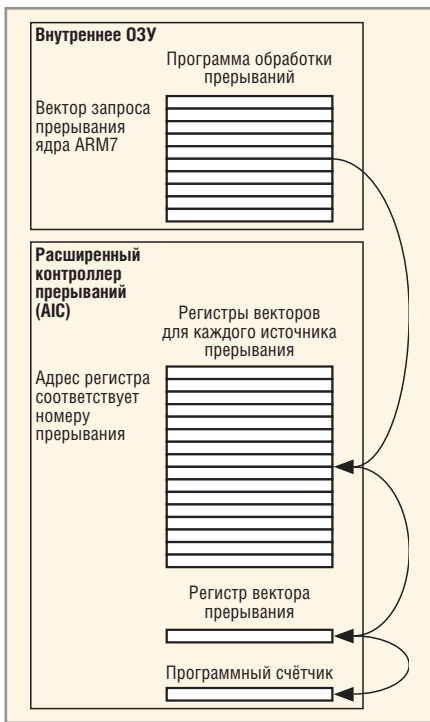 Внутреннее ОЗУ
Программа обработки
прерываний
Вектор запроса
прерывания
ядра ARM7
Расширенный
контроллер
прерываний
(AIC)
Регистры векторов
для каждого источника
прерывания
Адрес регистра
соответствует
номеру
прерывания
Регистр вектора
прерывания
Программный счётчик